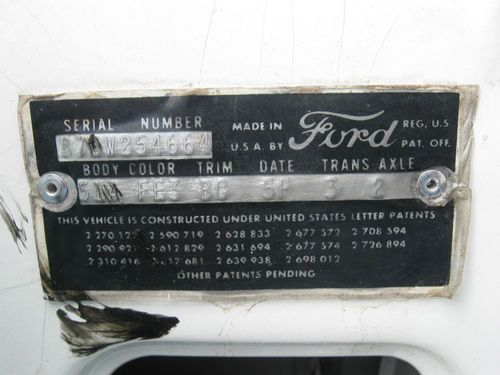 SERIAL NUMBER
W254664
MADE IN
U.S.A. BY
Ford
REG, U.S
PAT. OFF.
BODY COLOR TRIM DATE TRANS AXLE
3 2
THIS VEHICLE IS CONSTRUCTED UNDER UNITED STATES LETTER PATENTS
2 590 719 2 628 833 2 677 572 2 708 594
2 631 694 2 677 574 2 726 894
2 310 416 2 639 938 2 698 012
OTHER PATENTS PENDING